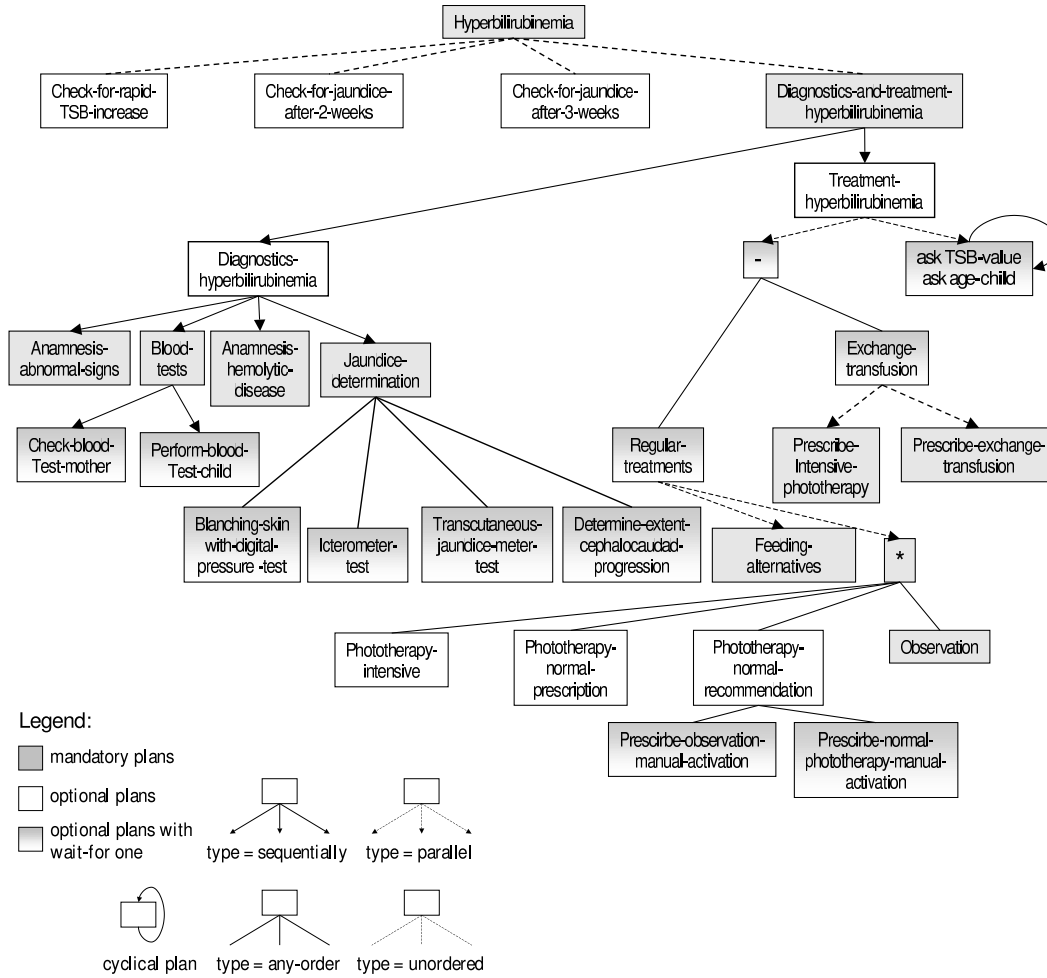 Hyperbilirubinemia
Check-for-rapid-
TSB-increase
Check-for-jaundice-
after-2-weeks
Check-for-jaundice-
after-3-weeks
Diagnostics-and-treatment-
hyperbilirubinemia
Treatment-
hyperbilirubinemia
Diagnostics-
hyperbilirubinemia
-
ask TSB-value
ask age-chilld
Anamnesis-
abnormal-signs
Blood-
tests
Anamnesis-
hemolytic-
disease
Jaundice-
determination
Exchange-
transfusion
Check-blood-
Test-mother
Perform-blood-
Test-child
Regular-
treatments
Prescribe-
Intensive-
phototherapy
Prescribe-exchange-
transfusion
Blanching-skin
with-digital-
pressure -test
Icterometer-
test
Transcutaneous-
jaundice-meter-
test
Determine-extent-
cephalocaudad-
progression
Feeding-
alternatives
*
Phototherapy-
intensive
Phototherapy-
normal-
prescription
Phototherapy-
normal-
recommendation
Observation
Prescirbe-observation-
manual-activation
Prescirbe-normal-
phototherapy-manual-
activation
Legend:
mandatory plans
optional plans
optional plans with
wait-for one
type = sequentially
type = parallel
cyclical plan
type = any-order
type = unordered